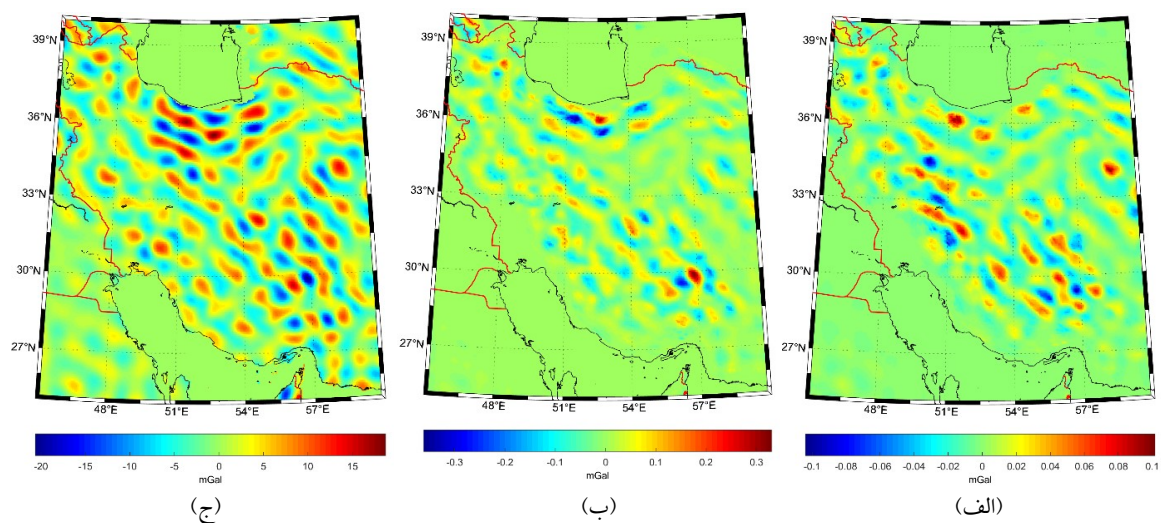 39°N
36°N
33°N
30°N
27°N
48°E 51°E 54°E 57°E
-20 -15 -10 -5 0 5 10 15
mGal
(ج)
39°N
36°N
33°N
30°N
27°N
48°E 51°E 54°E 57°E
-0.3 -0.2 -0.1 0 0.1 0.2 0.3
mGal
(ب)
39°N
36°N
33°N
30°N
27°N
48°E 51°E 54°E 57°E
-0.1 -0.08 -0.06 -0.04 -0.02 0 0.02 0.04 0.06 0.08 0.1
mGal
(الف)